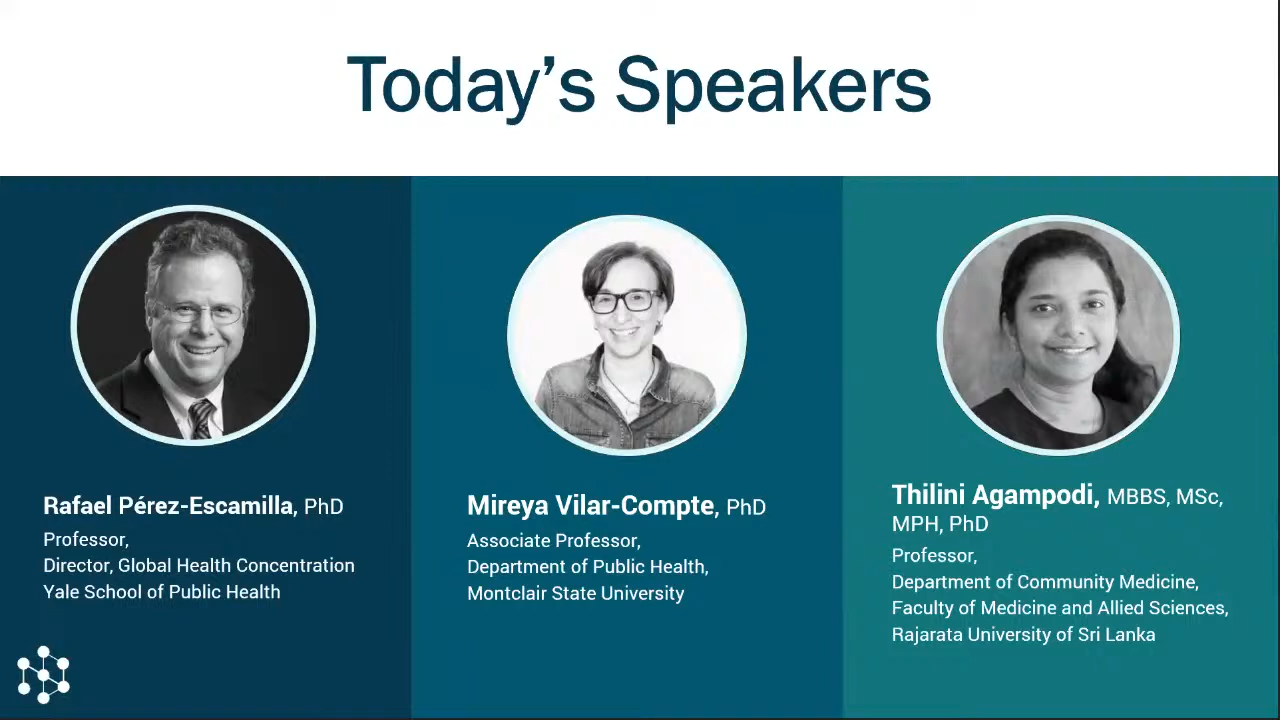 Today’s Speakers
Rafael Pérez-Escamilla, PhD
Professor,
Director, Global Health Concentration
Yale School of Public Health
Mireya Vilar-Compte, PhD
Associate Professor,
Department of Public Health,
Montclair State University
Thilini Agampodi, MBBS, MSc,
MPH, PhD
Professor,
Department of Community Medicine,
Faculty of Medicine and Allied Sciences,
Rajarata University of Sri Lanka